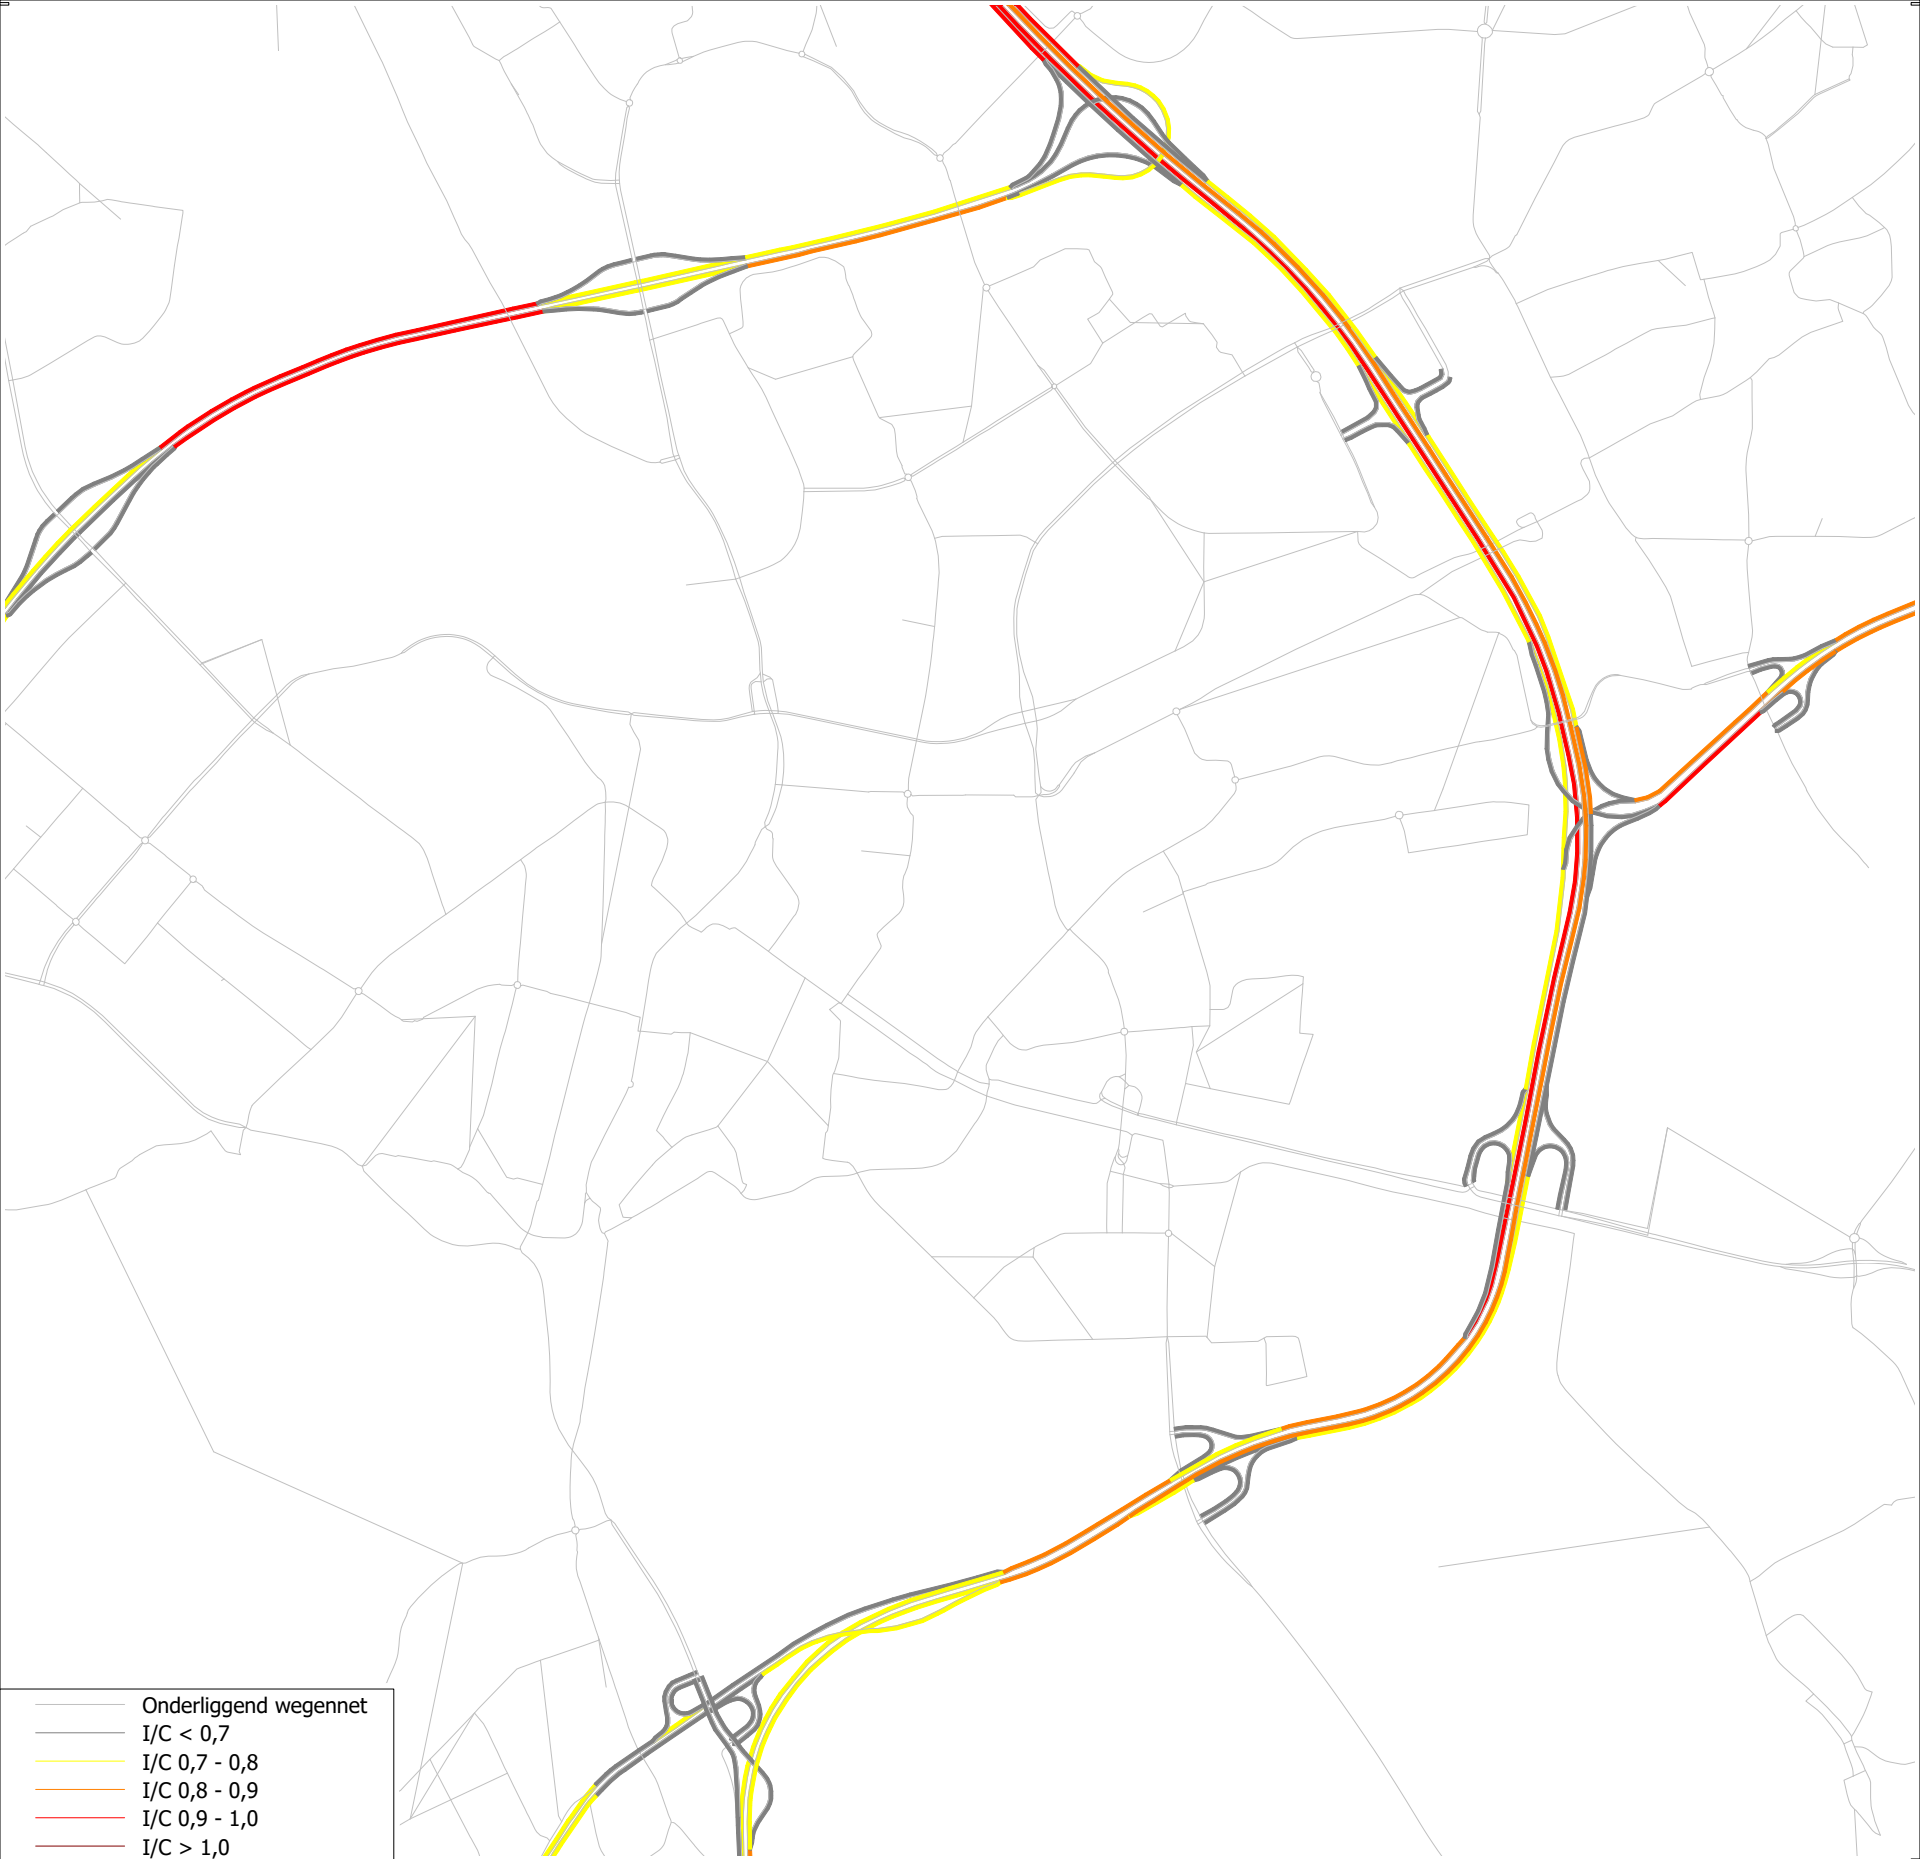 Onderliggend wegennet
I/C < 0,7
I/C 0,7 - 0,8
I/C 0,8 - 0,9
I/C 0,9 - 1,0
I/C > 1,0